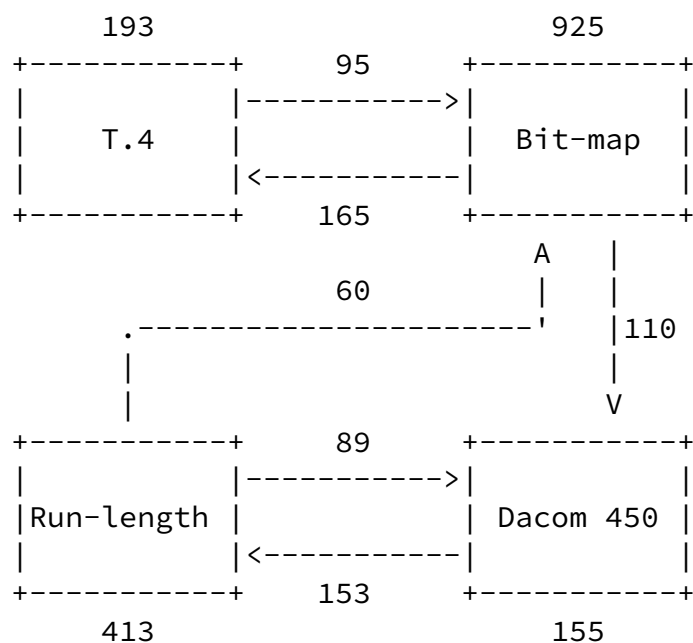 193 925
+-----------+ 95 +-----------+
| |----------->| |
| T.4 | | Bit-map |
| |<-----------| |
+-----------+ 165 +-----------+
A |
60 | |
.----------------------' |110
| |
| V
+-----------+ 89 +-----------+
| |----------->| |
|Run-length | | Dacom 450 |
| |<-----------| |
+-----------+ 153 +-----------+
413 155